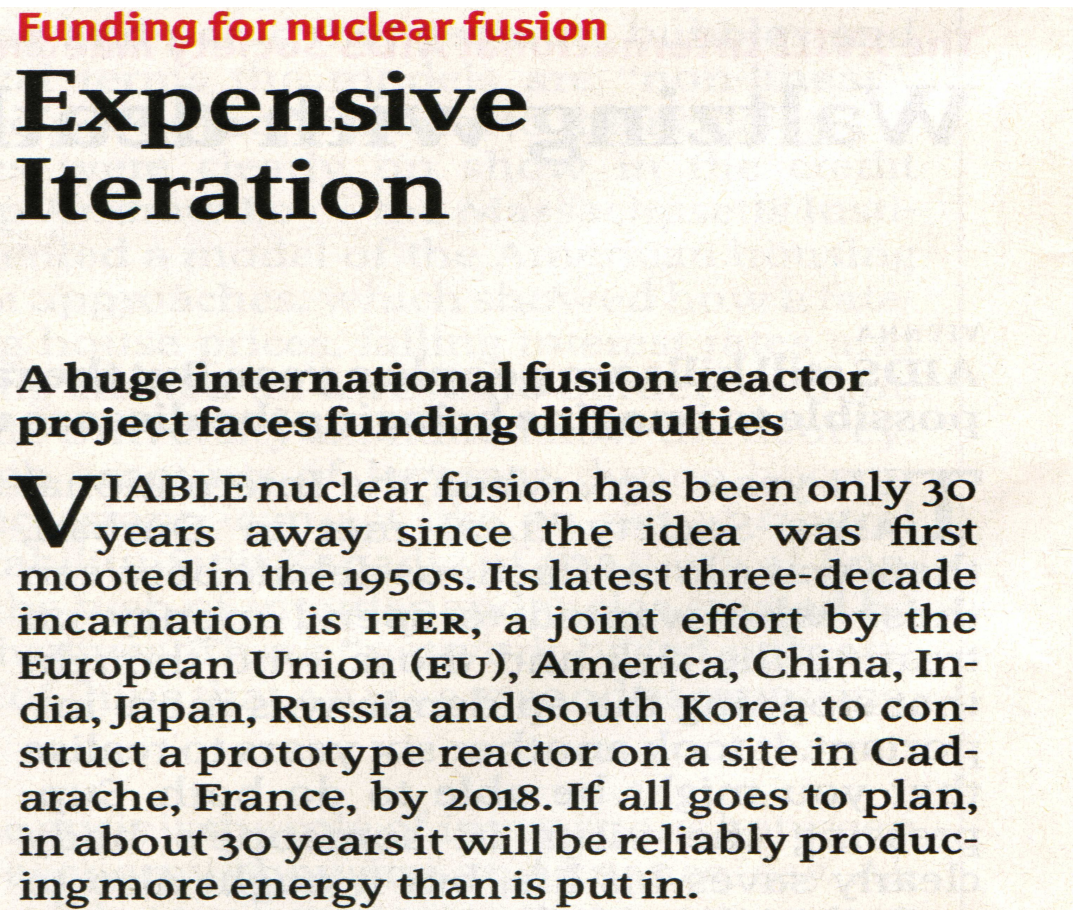 Funding for nuclear fusion
Expensive
Iteration
A huge international fusion-reactor
project faces funding difficulties
VIABLE nuclear fusion has been only 30
years away since the idea was first
mooted in the 1950s. Its latest three-decade
incarnation is ITER, a joint effort by the
European Union (EU), America, China, In-
dia, Japan, Russia and South Korea to con-
struct a prototype reactor on a site in Cad-
arache, France, by 2018. If all goes to plan,
in about 30 years it will be reliably produc-
ing more energy than is put in.